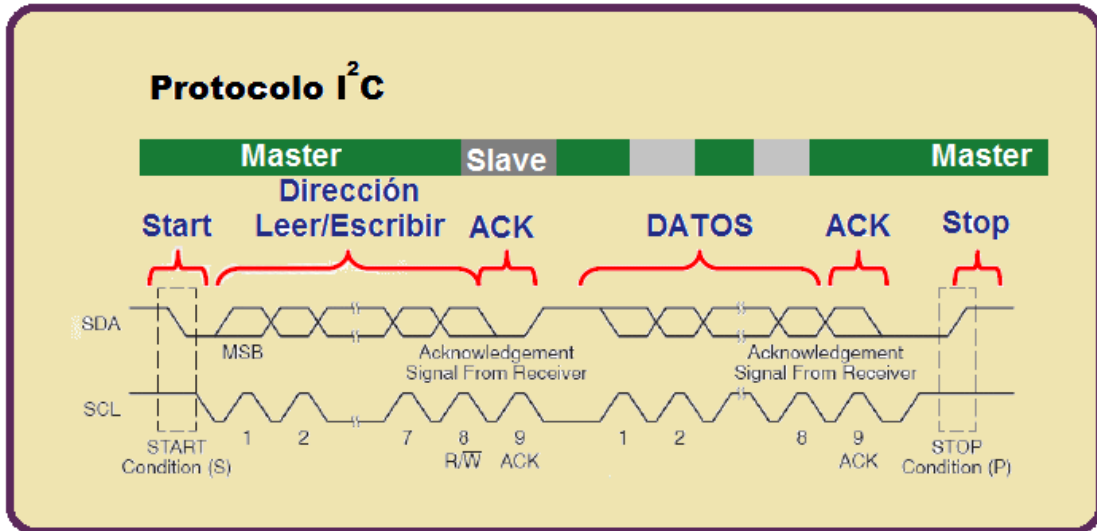 Protocolo I²C
Master Slave Master
Dirección
Start Leer/Escribir ACK DATOS ACK Stop
SDA
MSB Acknowledgement Acknowledgement
Signal From Receiver Signal From Receiver
SCL
1 2 7 8 9 1 2 8 9
START R/W̅ ACK ACK STOP
Condition (S) Condition (P)